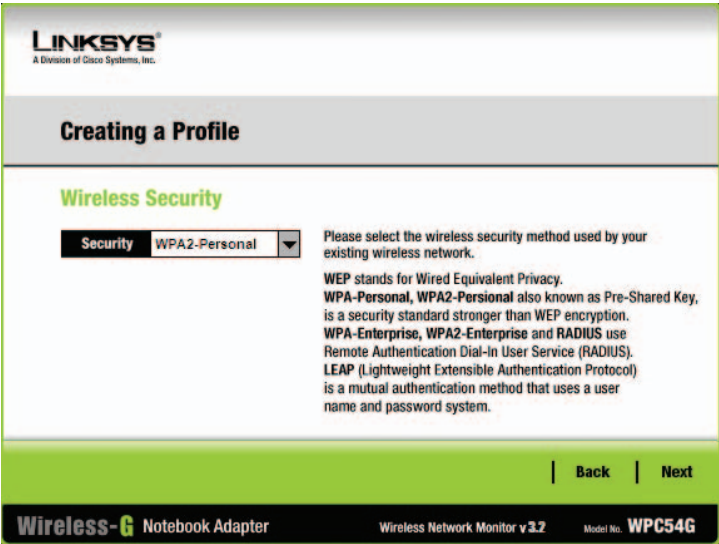 LINKSYS®
A Division of Cisco Systems, Inc.
Creating a Profile
Wireless Security
Security WPA2-Personal
Please select the wireless security method used by your
existing wireless network.
WEP stands for Wired Equivalent Privacy.
WPA-Personal, WPA2-Persional also known as Pre-Shared Key,
is a security standard stronger than WEP encryption.
WPA-Enterprise, WPA2-Enterprise and RADIUS use
Remote Authentication Dial-In User Service (RADIUS).
LEAP (Lightweight Extensible Authentication Protocol)
is a mutual authentication method that uses a user
name and password system.
Back Next
Wireless-G Notebook Adapter Wireless Network Monitor v 3.2 Model No. WPC54G